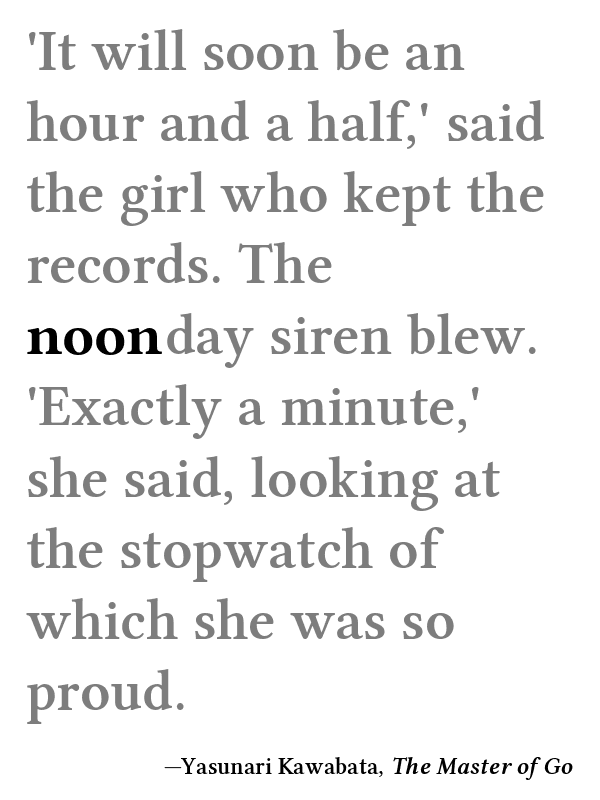 'It will soon be an
hour and a half,' said
the girl who kept the
records. The
noonday siren blew.
'Exactly a minute,'
she said, looking at
the stopwatch of
which she was so
proud.
—Yasunari Kawabata, The Master of Go